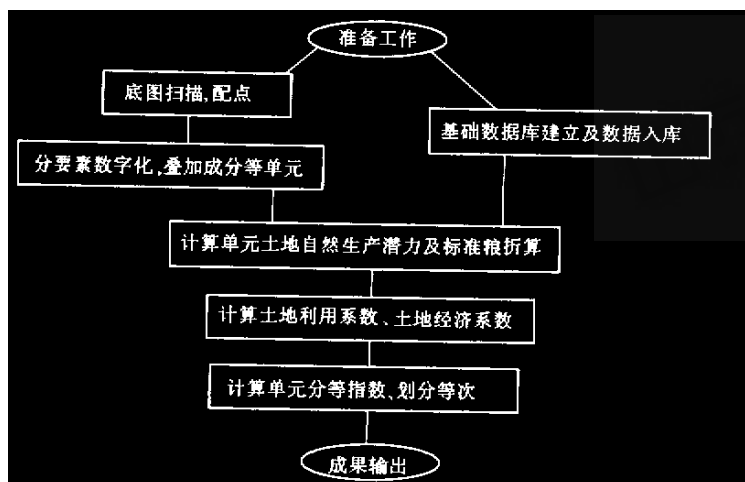 准备工作
底图扫描,配点
基础数据库建立及数据入库
分要素数字化,叠加成分等单元
计算单元土地自然生产潜力及标准粮折算
计算土地利用系数、土地经济系数
计算单元分等指数、划分等次
成果输出